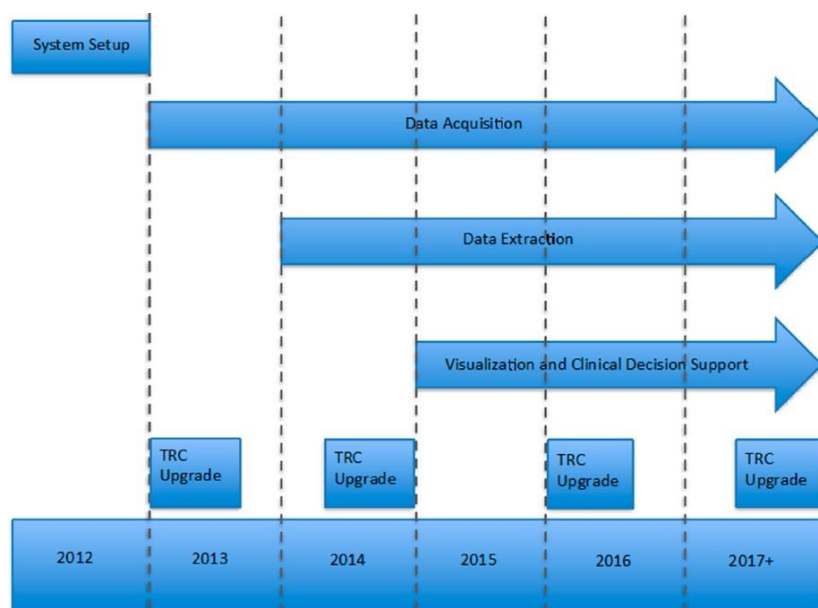 System Setup
Data Acquisition
Data Extraction
Visualization and Clinical Decision Support
TRC
Upgrade
TRC
Upgrade
TRC
Upgrade
TRC
Upgrade
2012
2013
2014
2015
2016
2017+